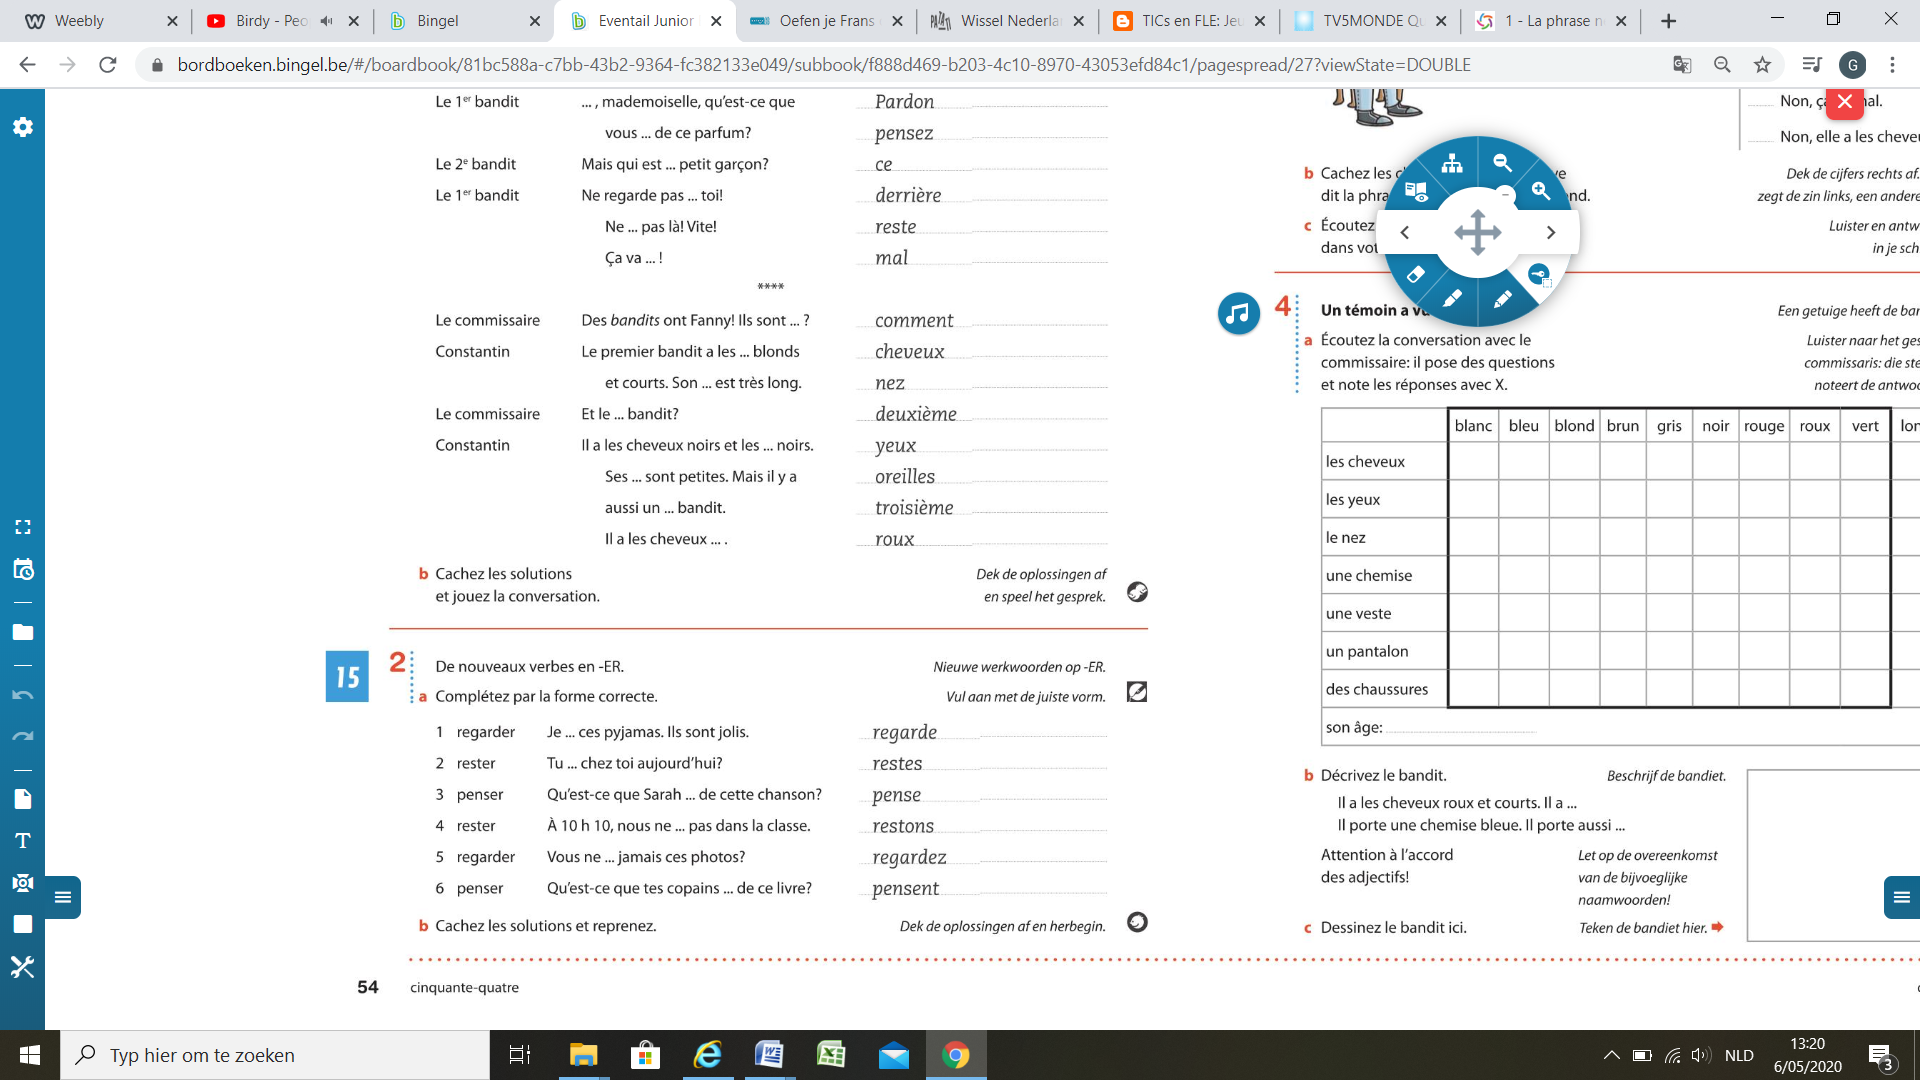 Weebly
Birdy - Peo
Bingel
Eventail Junior
Oefen je Frans
Wissel Nederla
TICs en FLE: Jeu
TV5MONDE Qu
1 - La phrase n
bordboeken.bingel.be/#/boardbook/81bc588a-c7bb-43b2-9364-fc382133e049/subbook/f888d469-b203-4c10-8970-43053efd84c1/pagespread/27?viewState=DOUBLE
G
Le 1er bandit ... , mademoiselle, qu'est-ce que Pardon
vous ... de ce parfum? pensez
Le 2e bandit Mais qui est ... petit garçon? ce
Le 1er bandit Ne regarde pas ... toi! derrière
Ne ... pas là! Vite! reste
Ça va ... ! mal
****
Le commissaire Des bandits ont Fanny! Ils sont ... ? comment
Constantin Le premier bandit a les ... blonds cheveux
et courts. Son ... est très long. nez
Le commissaire Et le ... bandit? deuxième
Constantin Il a les cheveux noirs et les ... noirs. yeux
Ses ... sont petites. Mais il y a oreilles
aussi un ... bandit. troisième
Il a les cheveux ... . roux
b Cachez les solutions Dek de oplossingen af
et jouez la conversation. en speel het gesprek.
15
2 De nouveaux verbes en -ER. Nieuwe werkwoorden op -ER.
a Complétez par la forme correcte. Vul aan met de juiste vorm.
1 regarder Je ... ces pyjamas. Ils sont jolis. regarde
2 rester Tu ... chez toi aujourd'hui? restes
3 penser Qu'est-ce que Sarah ... de cette chanson? pense
4 rester À 10 h 10, nous ne ... pas dans la classe. restons
5 regarder Vous ne ... jamais ces photos? regardez
6 penser Qu'est-ce que tes copains ... de ce livre? pensent
b Cachez les solutions et reprenez. Dek de oplossingen af en herbegin.
54 cinquante-quatre
Non, ça nal.
Non, elle a les cheveu
b Cachez les c ve Dek de cijfers rechts af.
dit la phra nd. zegt de zin links, een andere
c Écoutez Luister en antw
dans vot in je sch
4 Un témoin a vu Een getuige heeft de bar
a Écoutez la conversation avec le Luister naar het ges
commissaire: il pose des questions commissaris: die ste
et note les réponses avec X. noteert de antwoo
blanc bleu blond brun gris noir rouge roux vert lon
les cheveux
les yeux
le nez
une chemise
une veste
un pantalon
des chaussures
son âge:
b Décrivez le bandit. Beschrijf de bandiet.
Il a les cheveux roux et courts. Il a ...
Il porte une chemise bleue. Il porte aussi ...
Attention à l'accord Let op de overeenkomst
des adjectifs! van de bijvoeglijke
naamwoorden!
c Dessinez le bandit ici. Teken de bandiet hier.
T
Typ hier om te zoeken
NLD
13:20
6/05/2020
3